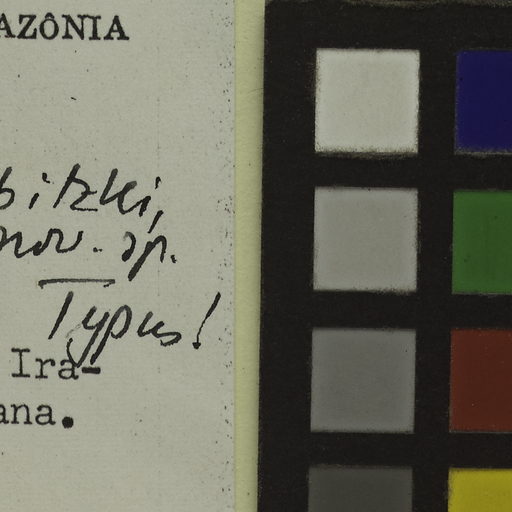 AZÔNIA
bitzki,
nov. sp.
Typus!
Ira-
ana.